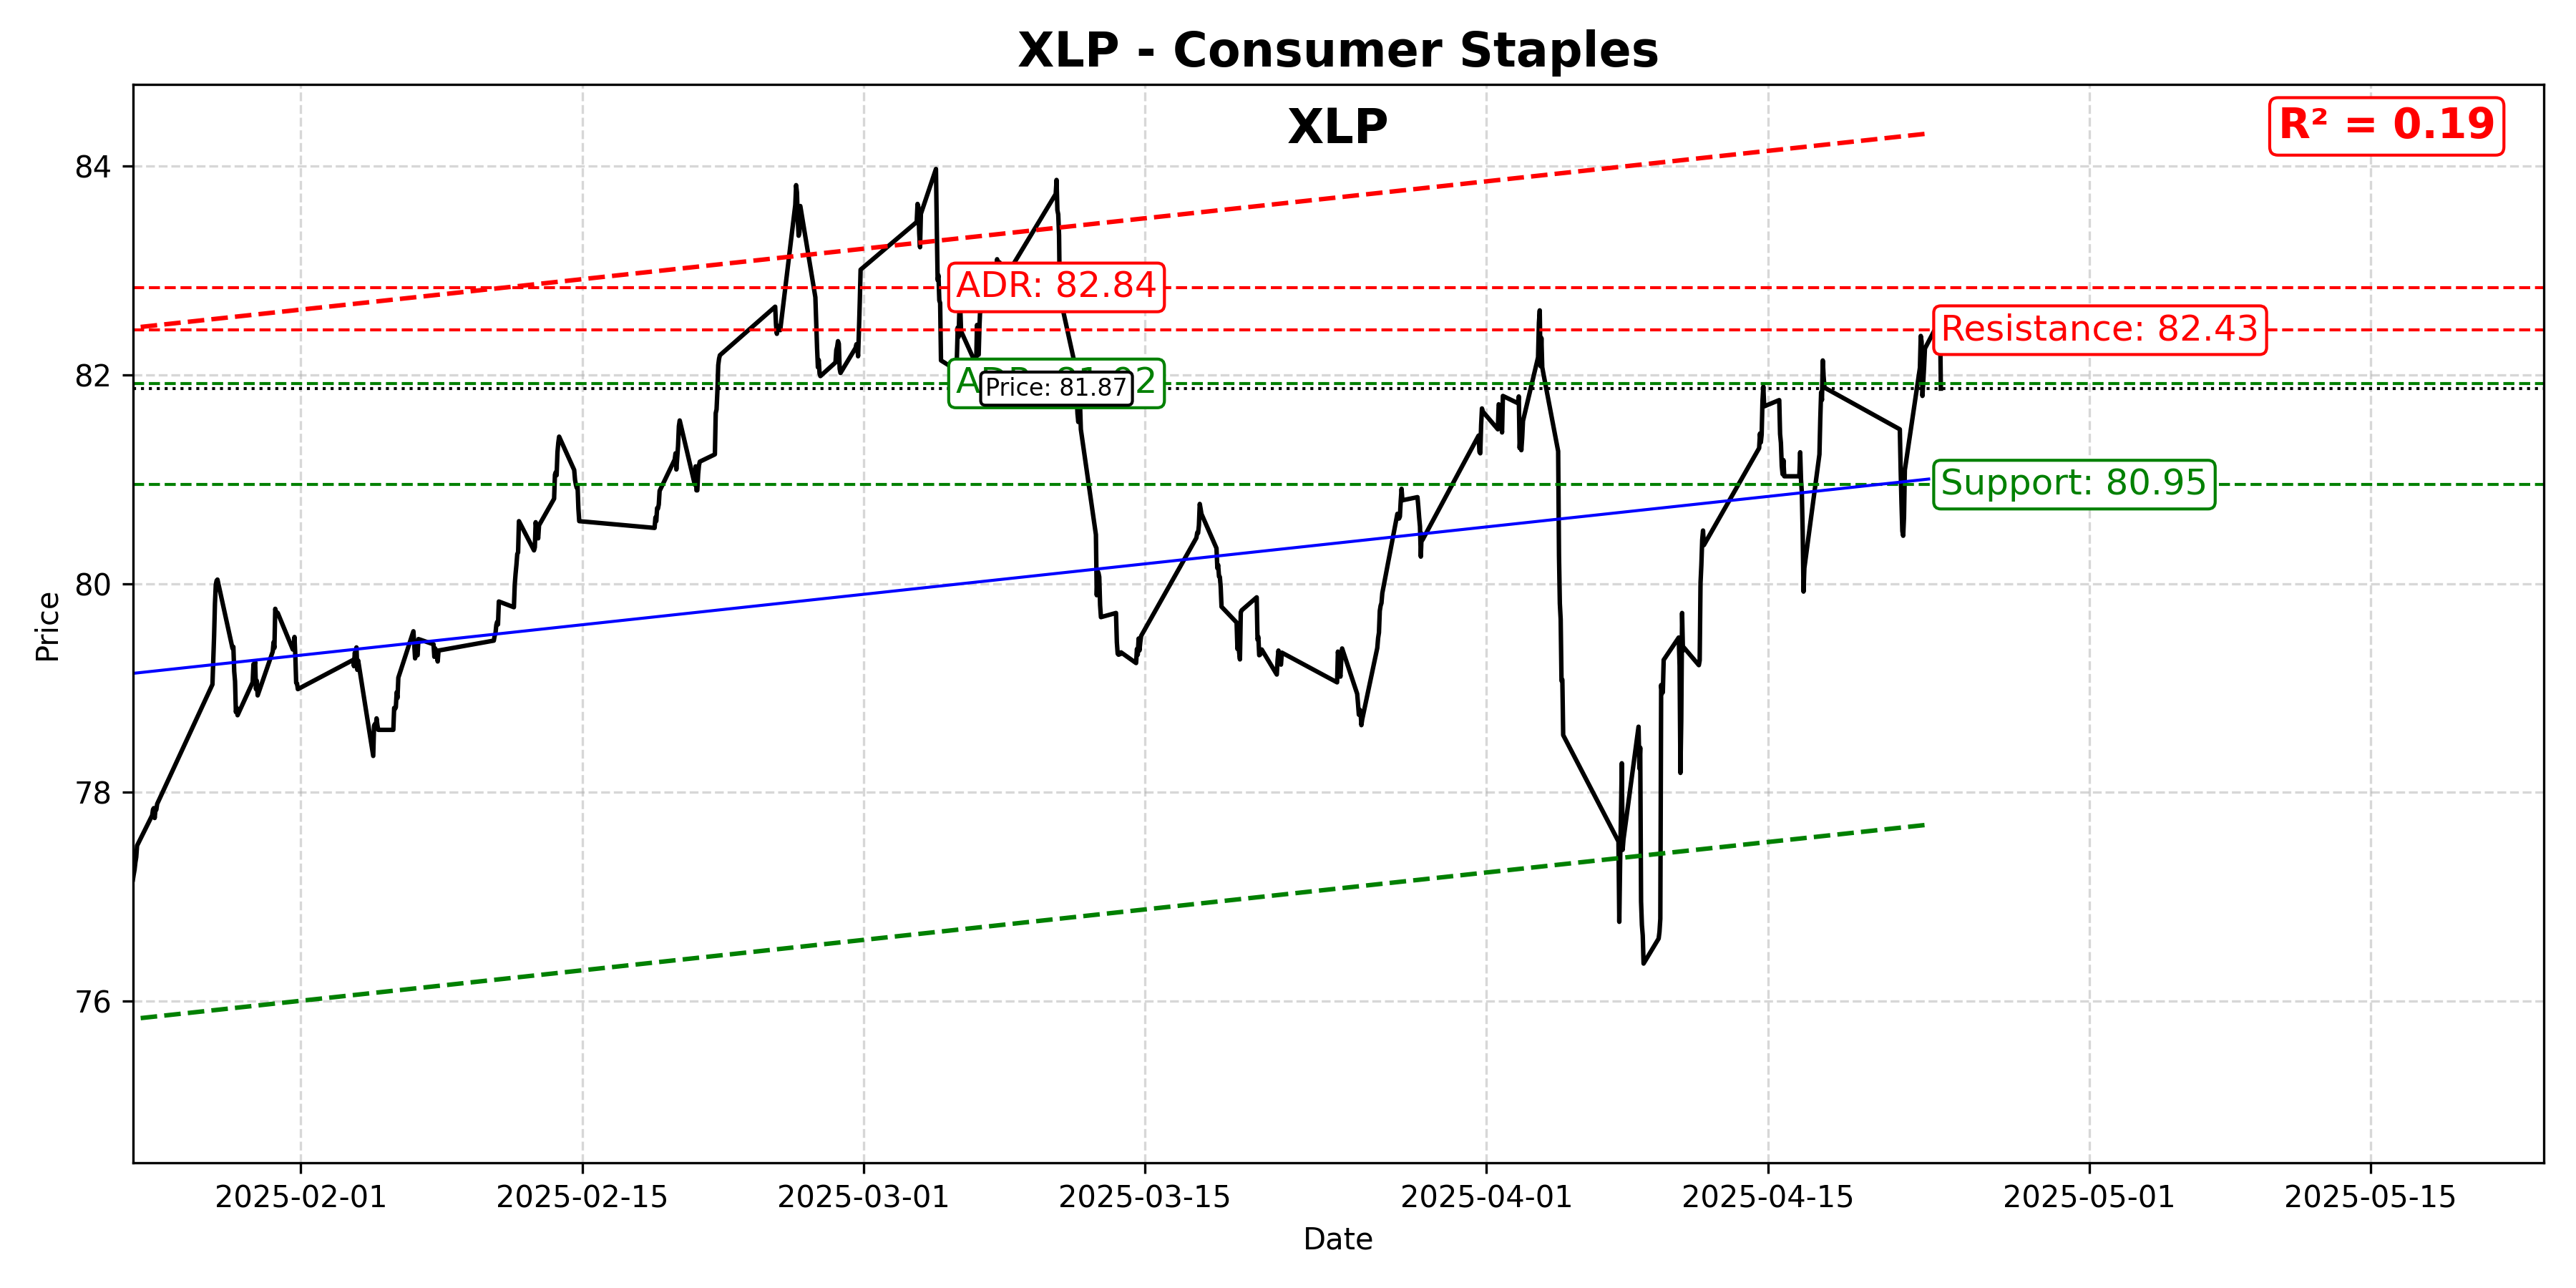 XLP - Consumer Staples
XLP
R² = 0.19
84
82
80
78
76
Price
ADR: 82.84
Resistance: 82.43
Price: 81.87
Support: 80.95
2025-02-01
2025-02-15
2025-03-01
2025-03-15
2025-04-01
2025-04-15
2025-05-01
2025-05-15
Date